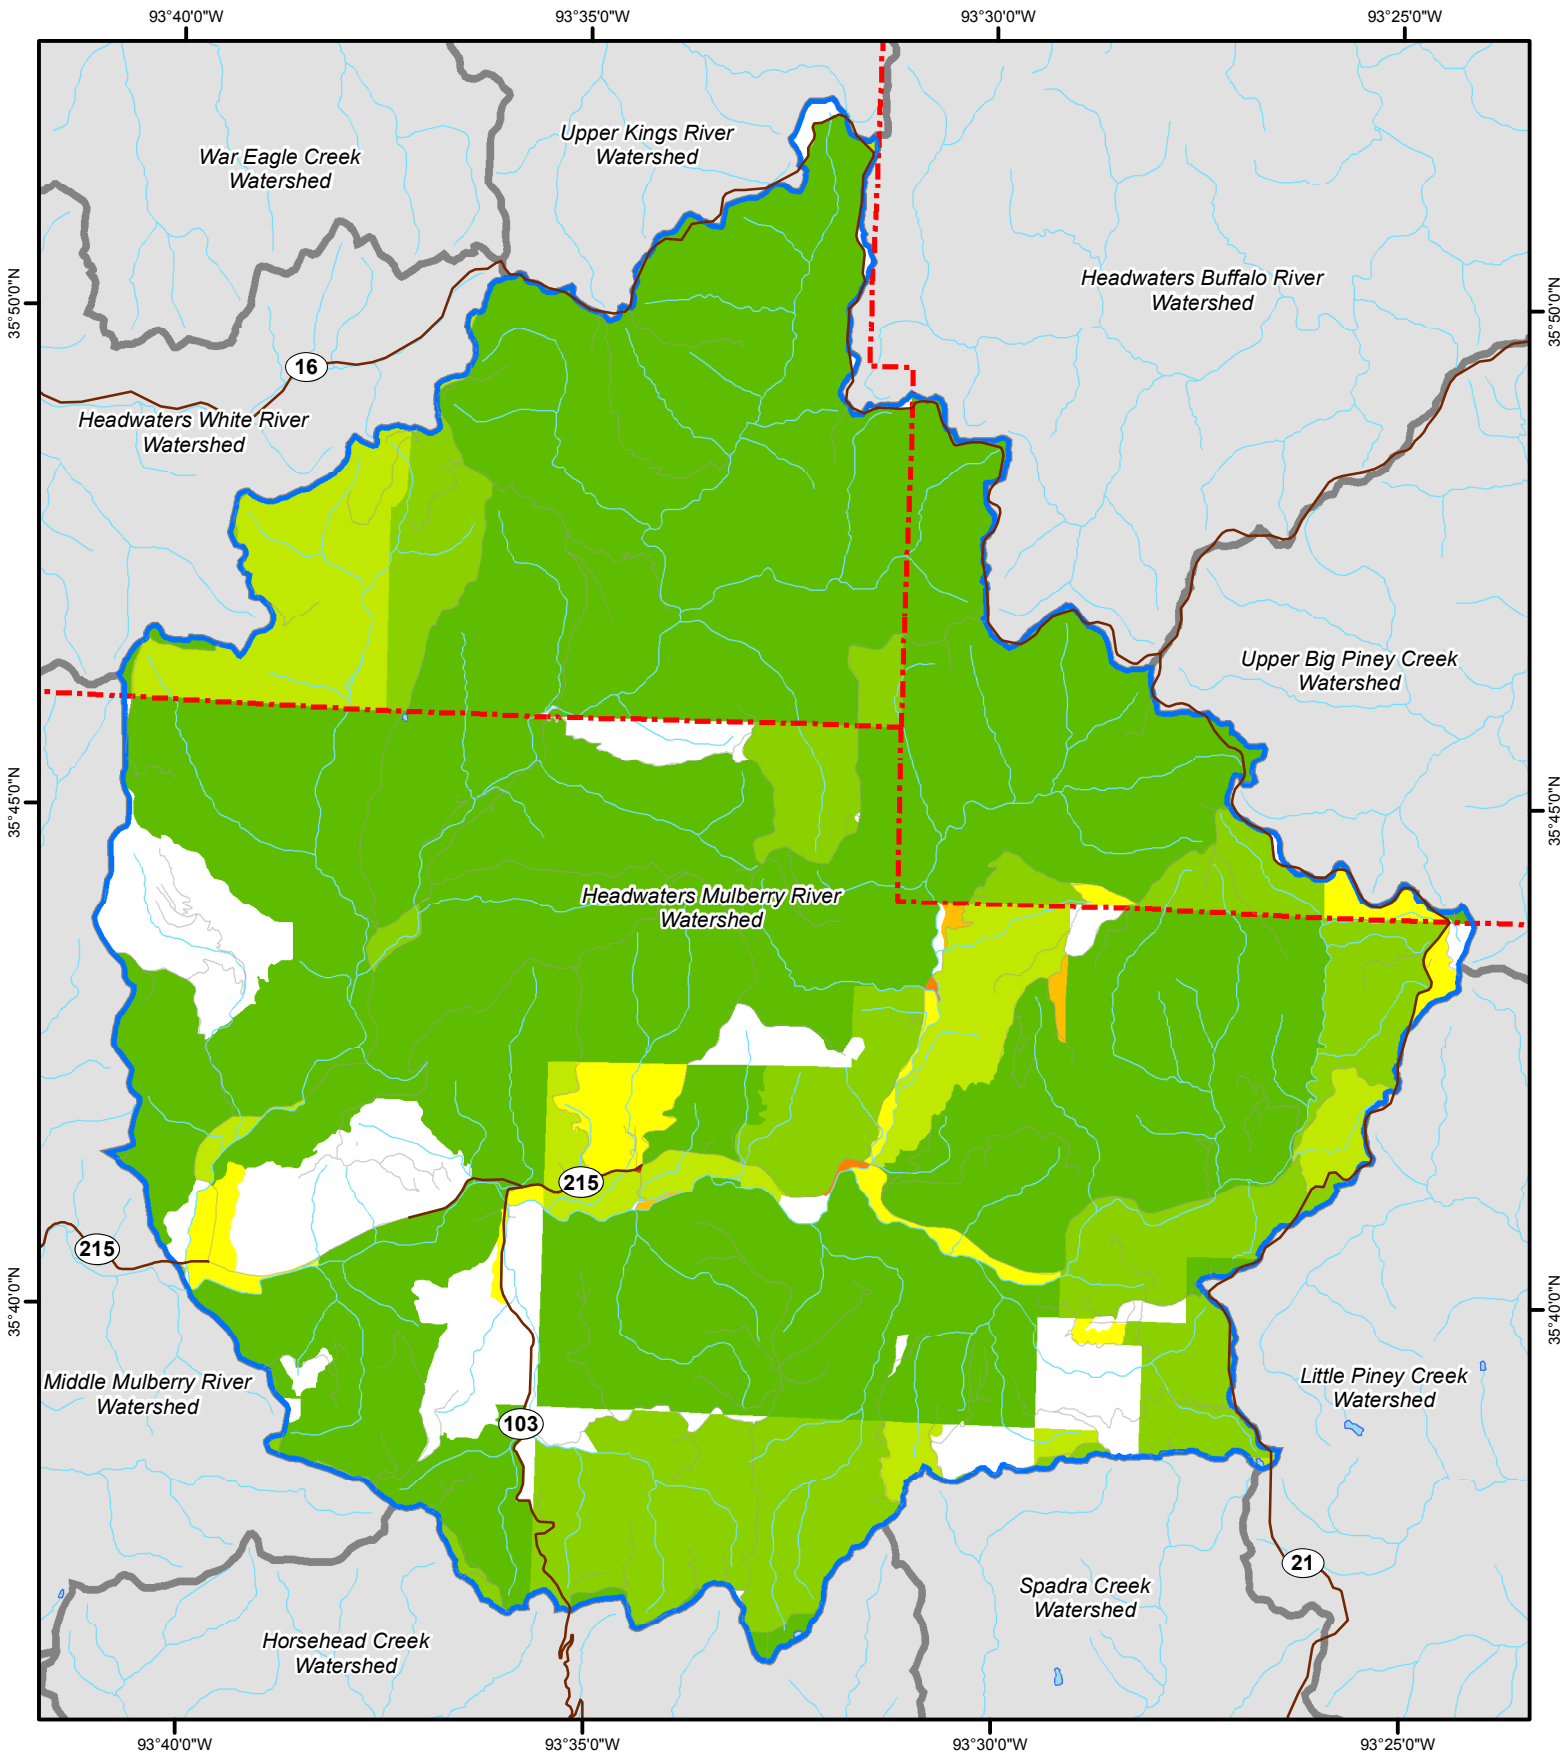 93°40'0"W
93°35'0"W
93°30'0"W
93°25'0"W
Upper Kings River
Watershed
War Eagle Creek
Watershed
Headwaters Buffalo River
Watershed
35°50'0"N
35°50'0"N
16
Headwaters White River
Watershed
Upper Big Piney Creek
Watershed
35°45'0"N
35°45'0"N
Headwaters Mulberry River
Watershed
215
215
35°40'0"N
35°40'0"N
Middle Mulberry River
Watershed
Little Piney Creek
Watershed
103
21
Spadra Creek
Watershed
Horsehead Creek
Watershed
93°40'0"W
93°35'0"W
93°30'0"W
93°25'0"W